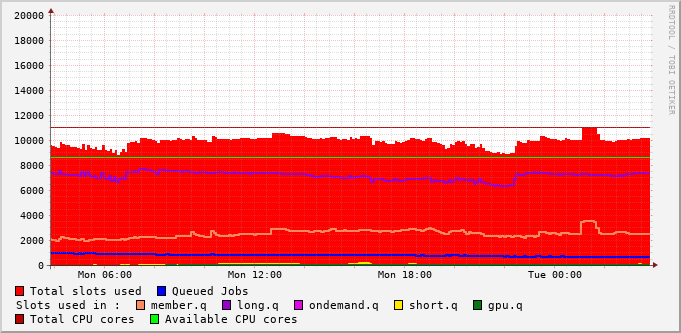 20000
18000
16000
14000
12000
10000
8000
6000
4000
2000
0
Mon 06:00 Mon 12:00 Mon 18:00 Tue 00:00
Total slots used Queued Jobs
Slots used in : member.q long.q ondemand.q short.q gpu.q
Total CPU cores Available CPU cores
RRDTOOL / TOBI OETIKER